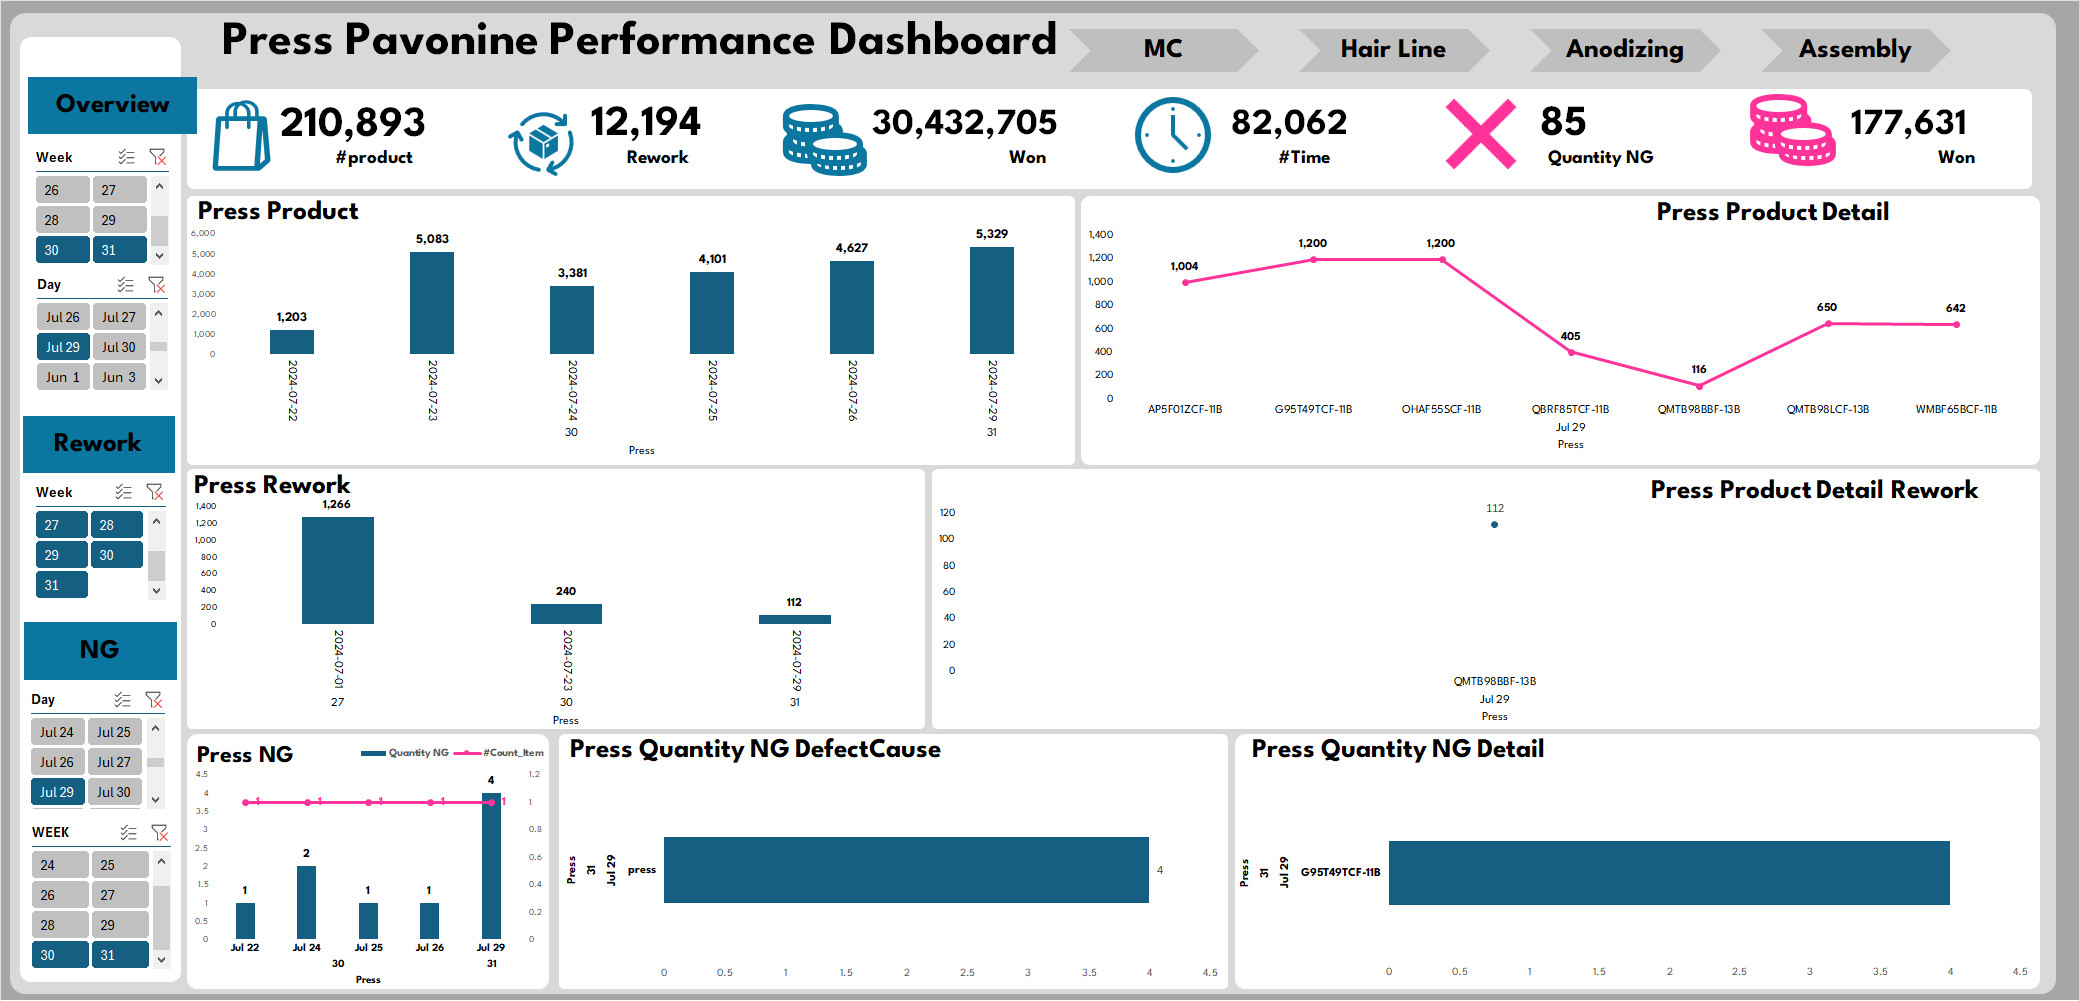 Press Pavonine Performance Dashboard
MC
Hair Line
Anodizing
Assembly
Overview
210,893
#product
12,194
Rework
30,432,705
Won
82,062
#Time
85
Quantity NG
177,631
Won
Week
26 27
28 29
30 31
Day
Jul 26 Jul 27
Jul 29 Jul 30
Jun 1 Jun 3
Rework
Week
27 28
29 30
31
NG
Day
Jul 24 Jul 25
Jul 26 Jul 27
Jul 29 Jul 30
WEEK
24 25
26 27
28 29
30 31
Press Product
6,000
5,000
4,000
3,000
2,000
1,000
0
1,203
5,083
3,381
4,101
4,627
5,329
2024-07-22
2024-07-23
2024-07-24
2024-07-25
2024-07-26
2024-07-29
30
31
Press
Press Product Detail
1,400
1,200
1,000
800
600
400
200
0
1,004
1,200
1,200
405
116
650
642
AP5F01ZCF-11B
G95T49TCF-11B
OHAF55SCF-11B
QBRF85TCF-11B
QMTB98BBF-13B
QMTB98LCF-13B
WMBF65BCF-11B
Jul 29
Press
Press Rework
1,400
1,200
1,000
800
600
400
200
0
1,266
240
112
2024-07-01
2024-07-23
2024-07-29
27
30
31
Press
Press Product Detail Rework
120
100
80
60
40
20
0
112
QMTB98BBF-13B
Jul 29
Press
Press NG
Quantity NG
#Count_Item
4.5
4
3.5
3
2.5
2
1.5
1
0.5
0
1
2
1
1
4
1
1
1
1
1
1.2
1
0.8
0.6
0.4
0.2
0
Jul 22
Jul 24
Jul 25
Jul 26
Jul 29
30
31
Press
Press Quantity NG DefectCause
Press
31
Jul 29
press
4
0 0.5 1 1.5 2 2.5 3 3.5 4 4.5
Press Quantity NG Detail
Press
31
Jul 29
G95T49TCF-11B
0 0.5 1 1.5 2 2.5 3 3.5 4 4.5